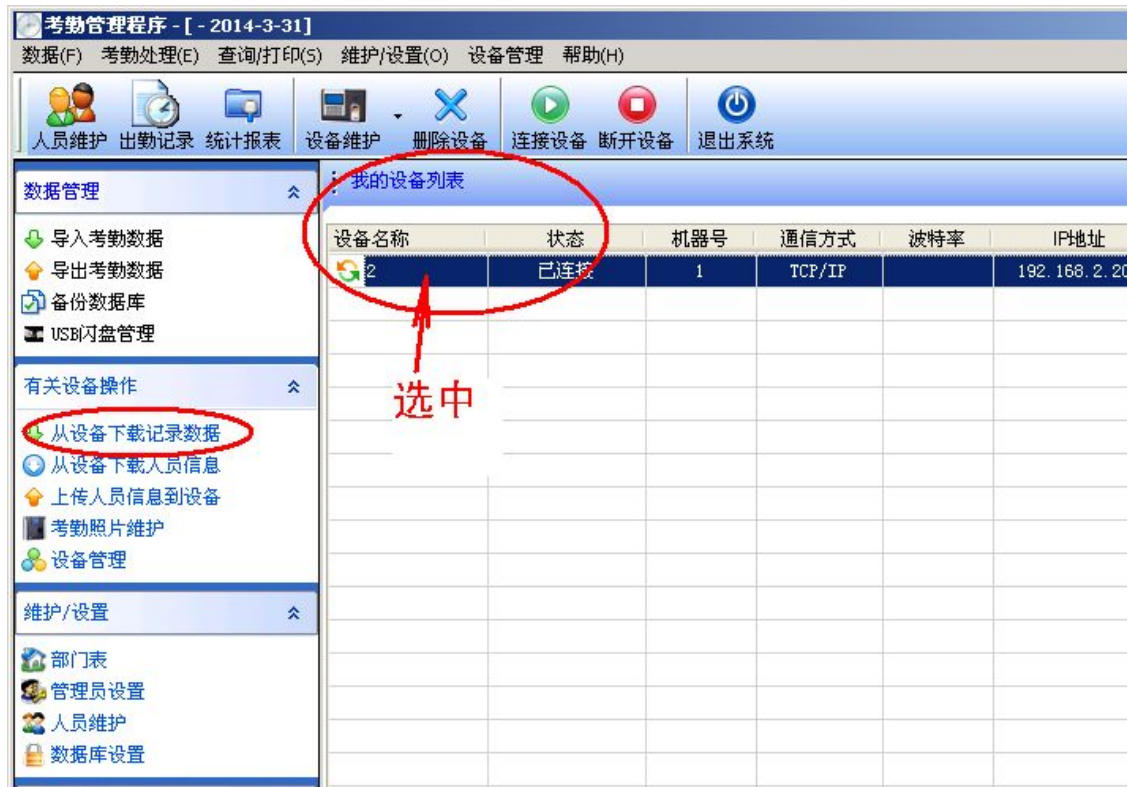 考勤管理程序 - [ - 2014-3-31]
数据(F) 考勤处理(E) 查询/打印(S) 维护/设置(O) 设备管理 帮助(H)
人员维护 出勤记录 统计报表 设备维护 删除设备 连接设备 断开设备 退出系统
数据管理
导入考勤数据
导出考勤数据
备份数据库
USB闪盘管理
有关设备操作
从设备下载记录数据
从设备下载人员信息
上传人员信息到设备
考勤照片维护
设备管理
维护/设置
部门表
管理员设置
人员维护
数据库设置
我的设备列表
设备名称 状态 机器号 通信方式 波特率 IP地址
2 已连接 1 TCP/IP 192.168.2.20
选中